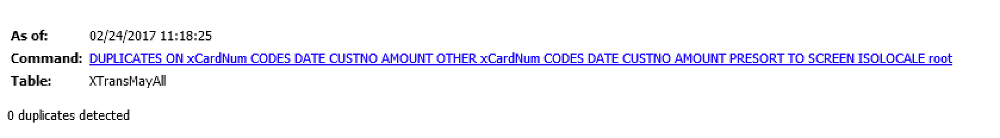 As of: 02/24/2017 11:18:25
Command: DUPLICATES ON xCardNum CODES DATE CUSTNO AMOUNT OTHER xCardNum CODES DATE CUSTNO AMOUNT PRESORT TO SCREEN ISOLOCALE root
Table: XTransMayAll
0 duplicates detected